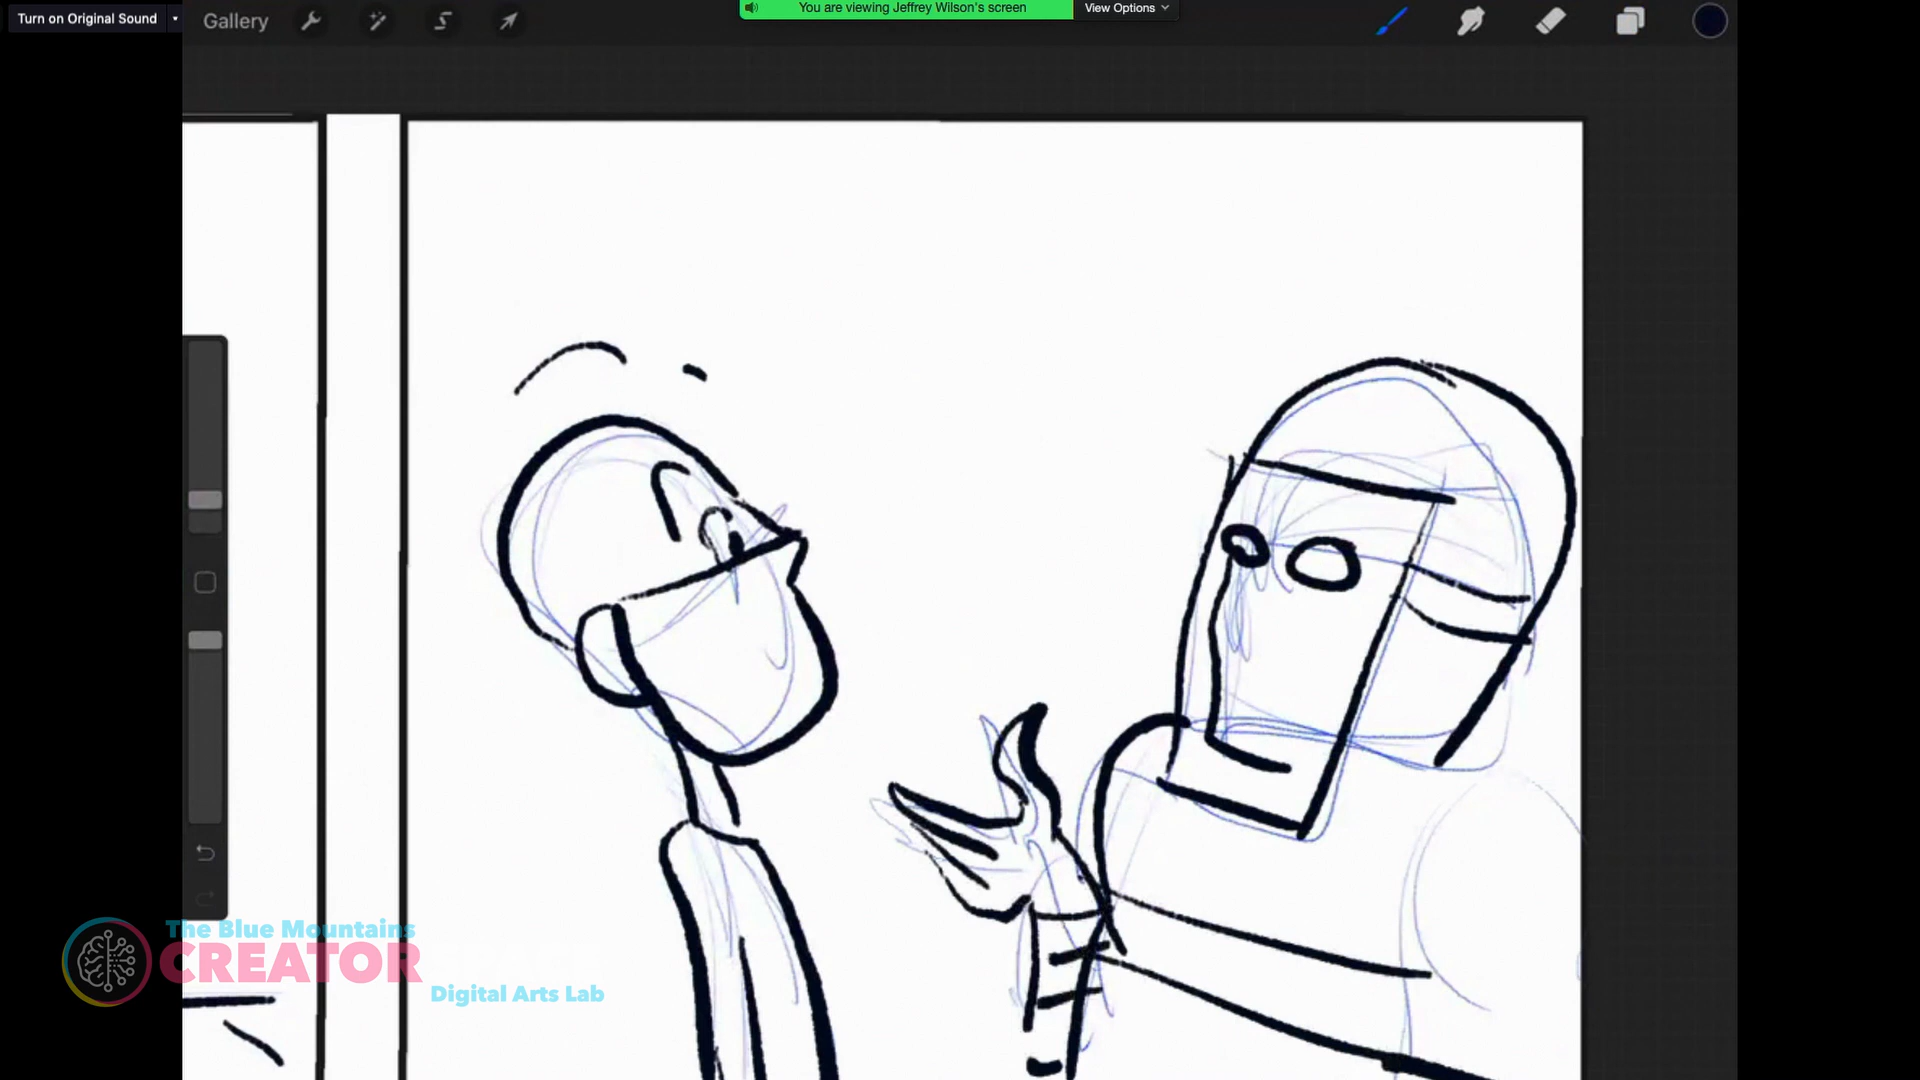 Turn on Original Sound
Gallery
You are viewing Jeffrey Wilson's screen
View Options
The Blue Mountains
CREATOR
Digital Arts Lab